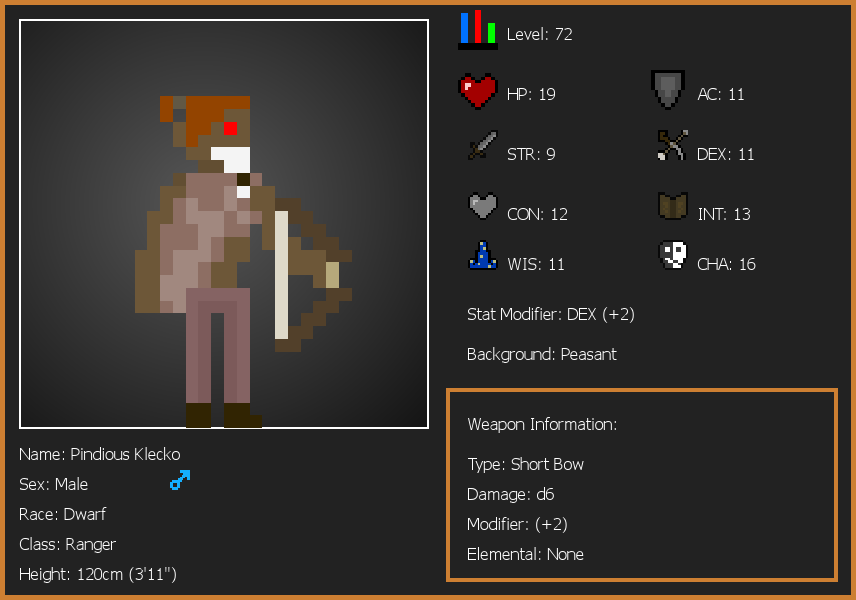 Level: 72
HP: 19
AC: 11
STR: 9
DEX: 11
CON: 12
INT: 13
WIS: 11
CHA: 16
Stat Modifier: DEX (+2)
Background: Peasant
Weapon Information:
Type: Short Bow
Damage: d6
Modifier: (+2)
Elemental: None
Name: Pindious Klecko
Sex: Male
Race: Dwarf
Class: Ranger
Height: 120cm (3'11")